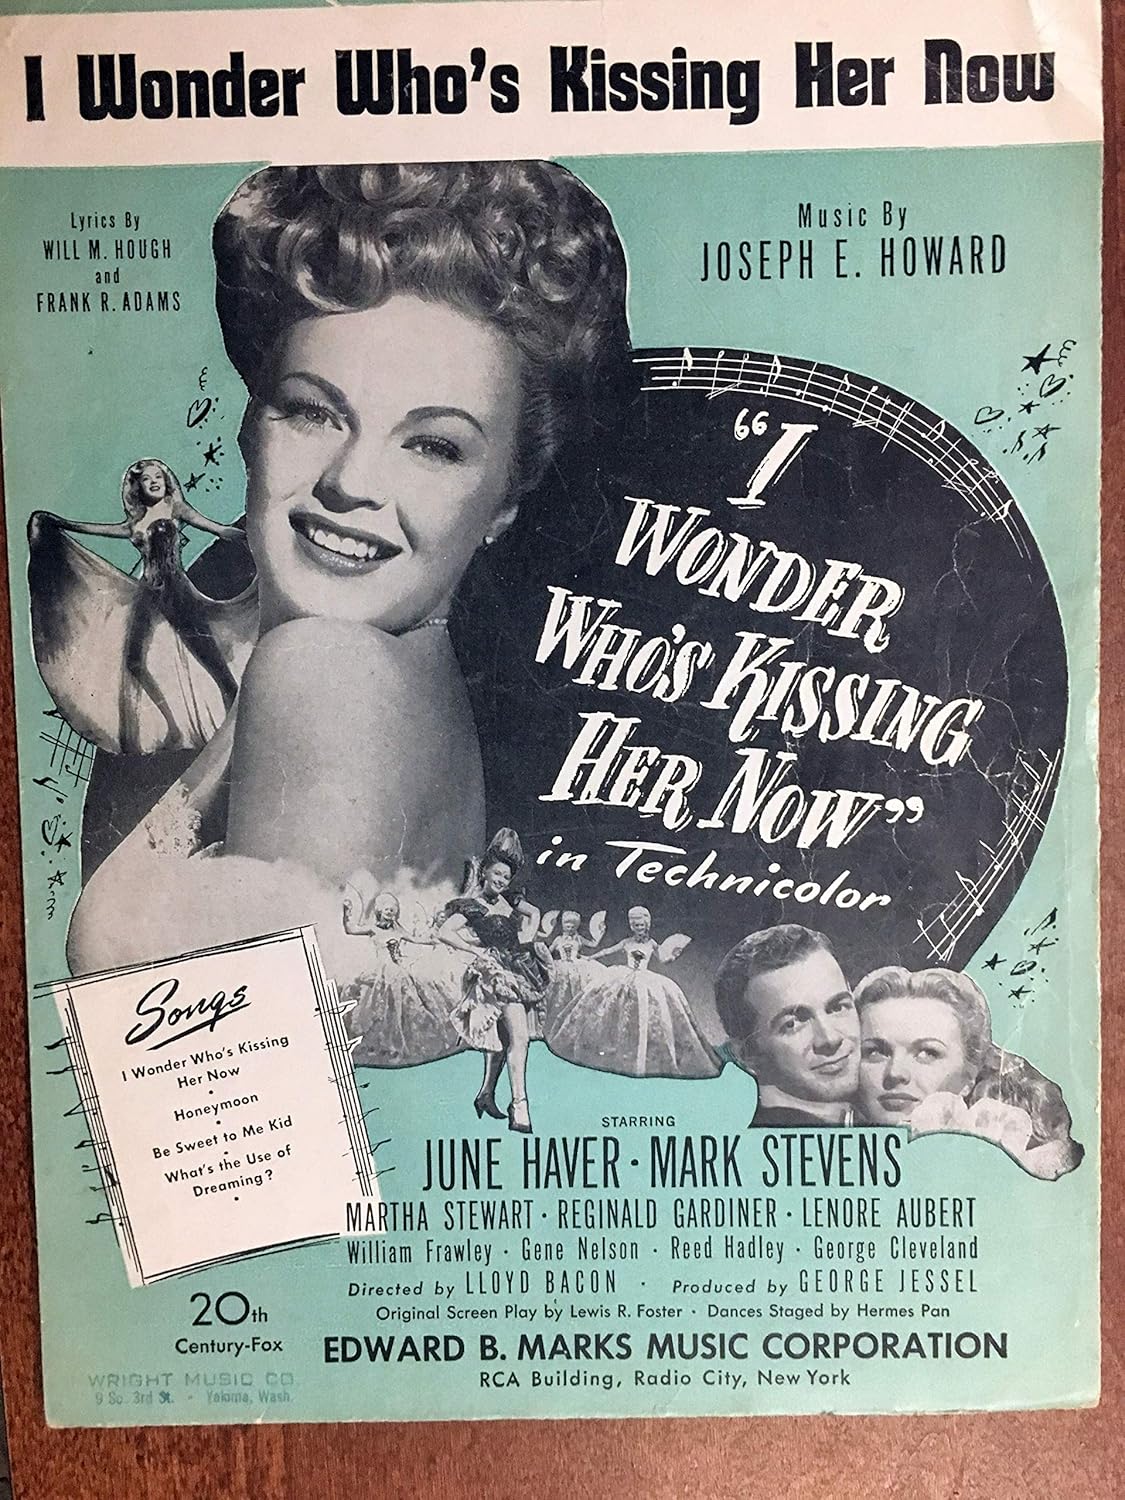 I Wonder Who's Kissing Her Now
Lyrics By
WILL M. HOUGH
and
FRANK R. ADAMS
Music By
JOSEPH E. HOWARD
"I
WONDER
WHO'S KISSING
HER NOW"
in Technicolor
Songs
I Wonder Who's Kissing
Her Now
Honeymoon
Be Sweet to Me Kid
What's the Use of
Dreaming?
STARRING
JUNE HAVER · MARK STEVENS
MARTHA STEWART · REGINALD GARDINER · LENORE AUBERT
William Frawley · Gene Nelson · Reed Hadley · George Cleveland
Directed by LLOYD BACON · Produced by GEORGE JESSEL
Original Screen Play by Lewis R. Foster · Dances Staged by Hermes Pan
20th
Century-Fox
EDWARD B. MARKS MUSIC CORPORATION
RCA Building, Radio City, New York
WRIGHT MUSIC CO.
9 So. 3rd St. - Yakima, Wash.